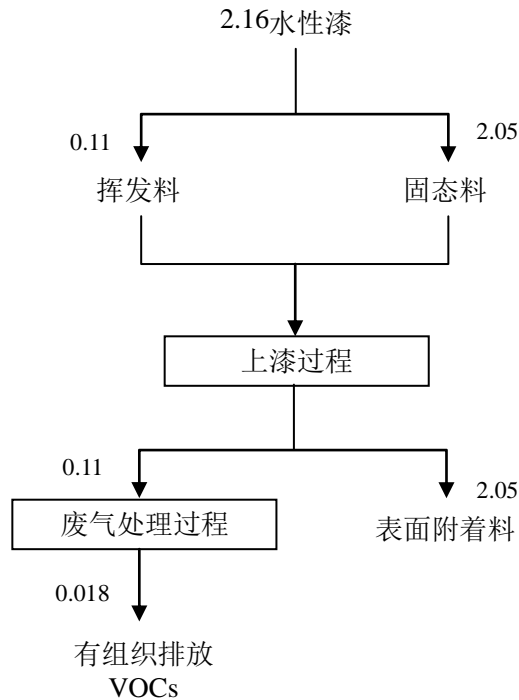 2.16水性漆
0.11
2.05
挥发料
固态料
上漆过程
0.11
2.05
废气处理过程
表面附着料
0.018
有组织排放
VOCs